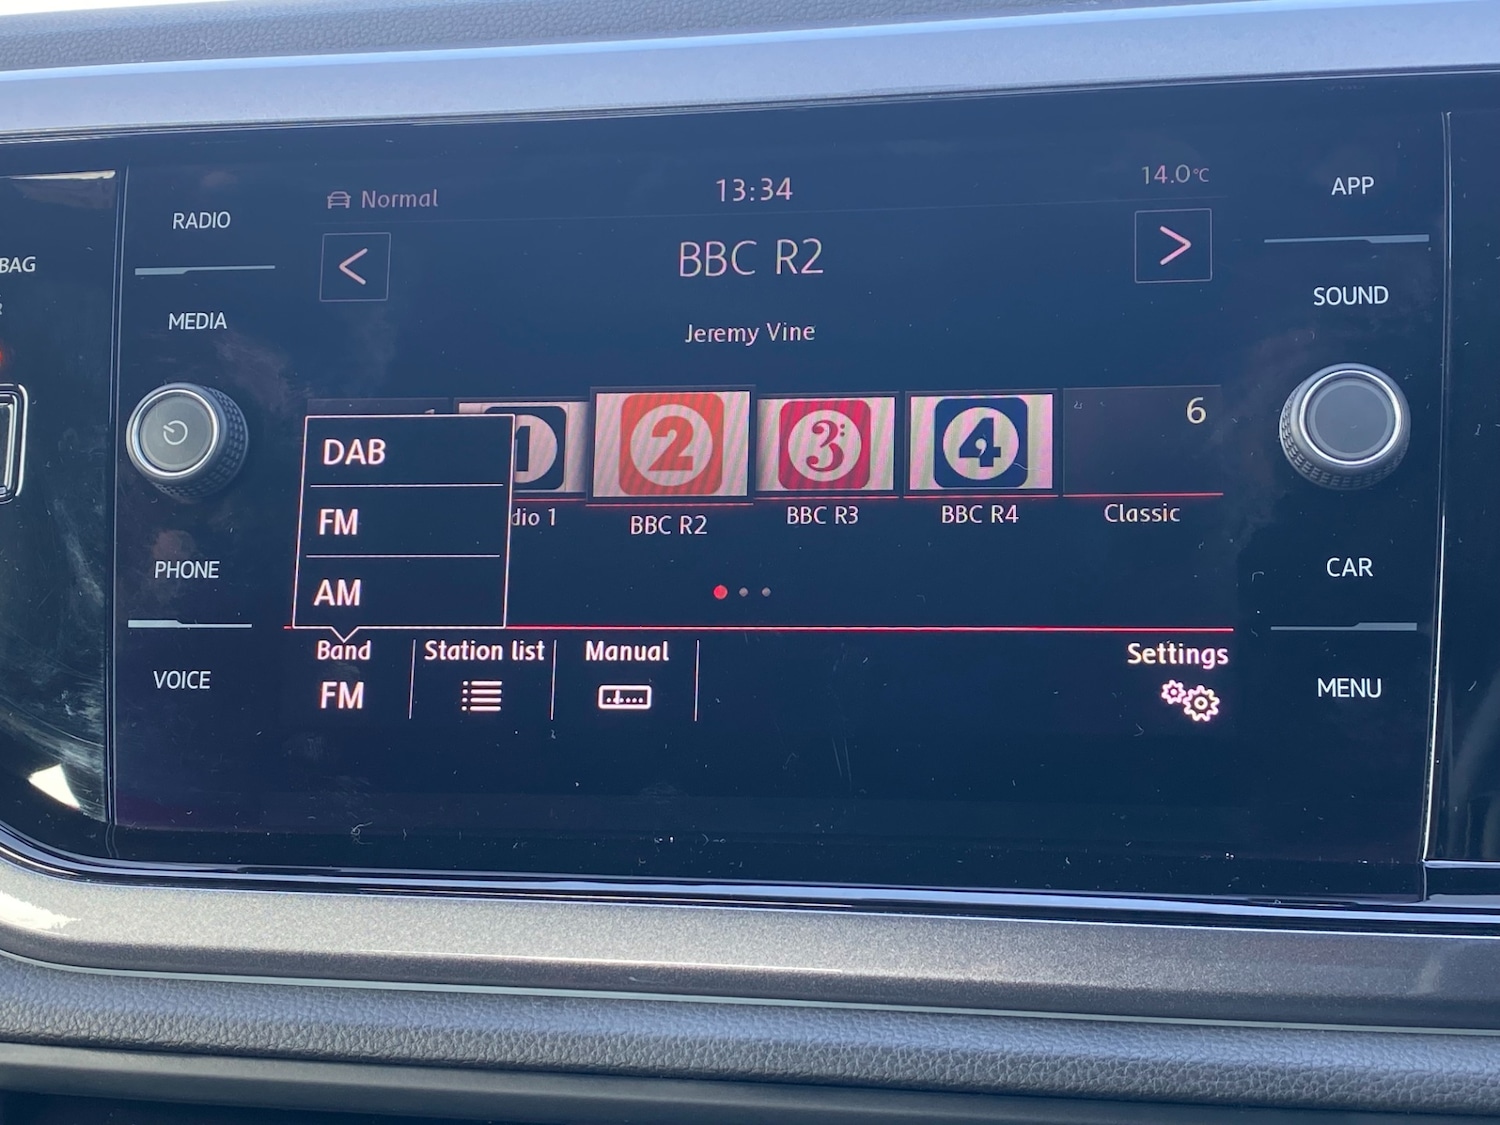 BAG
RADIO
MEDIA
PHONE
VOICE
Normal
13:34
14.0°C
<
BBC R2
>
Jeremy Vine
1
2
3
4
6
dio 1
BBC R2
BBC R3
BBC R4
Classic
DAB
FM
AM
Band
FM
Station list
Manual
Settings
APP
SOUND
CAR
MENU